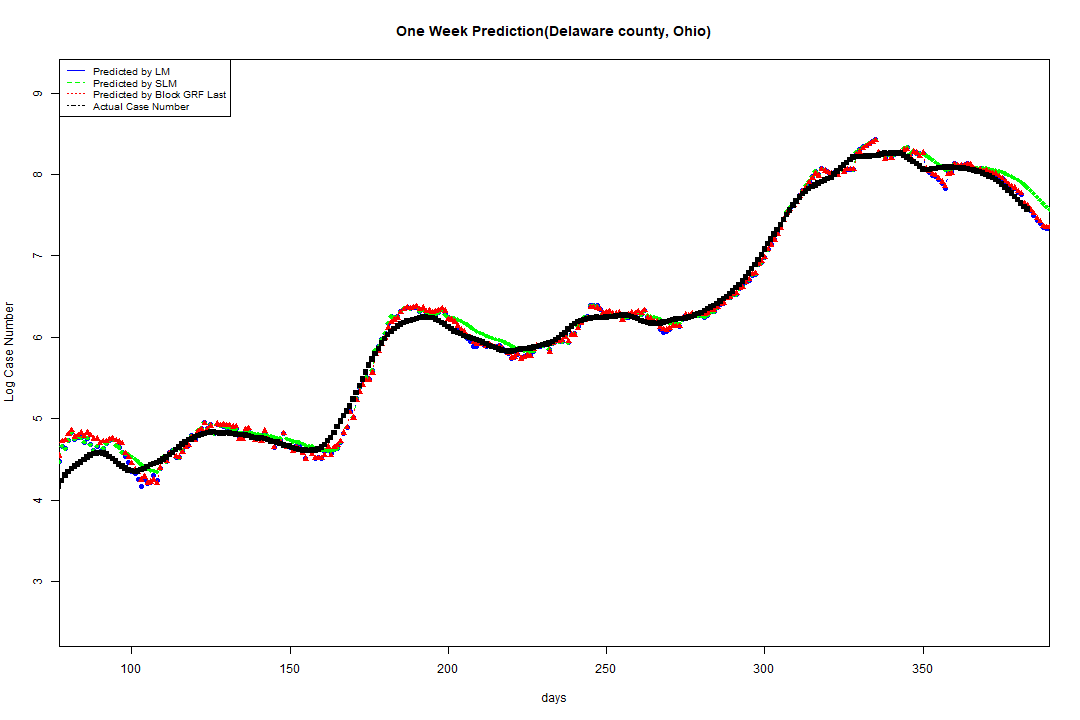 One Week Prediction(Delaware county, Ohio)
Predicted by LM
Predicted by SLM
Predicted by Block GRF Last
Actual Case Number
9
8
7
6
5
4
3
Log Case Number
100 150 200 250 300 350
days